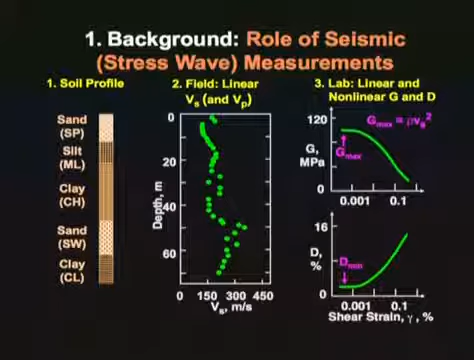 1. Background: Role of Seismic
(Stress Wave) Measurements
1. Soil Profile
2. Field: Linear
Vs (and Vp)
3. Lab: Linear and
Nonlinear G and D
Sand
(SP)
Silt
(ML)
Clay
(CH)
Sand
(SW)
Clay
(CL)
Depth, m
0
20
40
60
0 150 300 450
Vs, m/s
120
G,
MPa
0
Gmax = ρvs²
Gmax
0.001 0.1
16
D,
%
0
Dmin
0.001 0.1
Shear Strain, γ, %